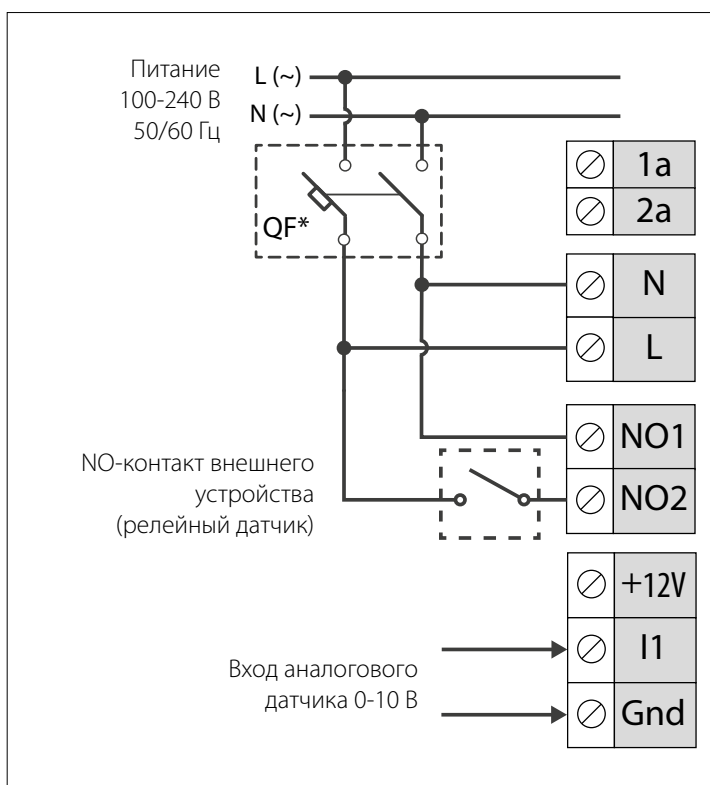 Питание
100-240 В
50/60 Гц
L (~)
N (~)
QF*
1a
2a
N
L
NO1
NO2
NO-контакт внешнего
устройства
(релейный датчик)
+12V
I1
Gnd
Вход аналогового
датчика 0-10 В